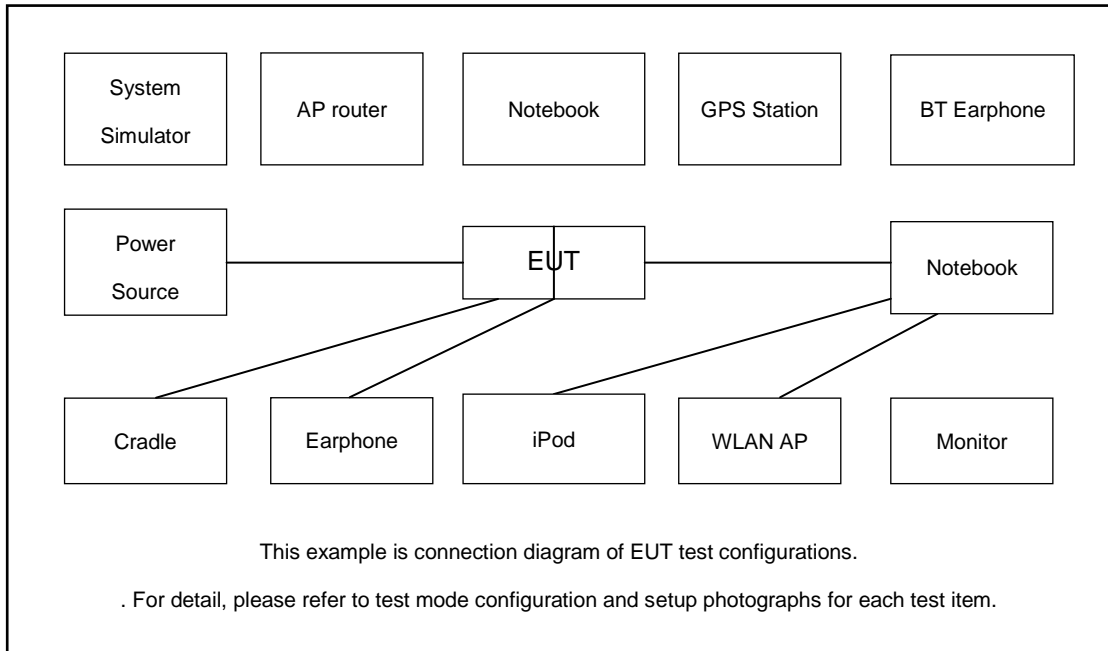 System
Simulator
AP router
Notebook
GPS Station
BT Earphone
Power
Source
EUT
Notebook
Cradle
Earphone
iPod
WLAN AP
Monitor
This example is connection diagram of EUT test configurations.
. For detail, please refer to test mode configuration and setup photographs for each test item.